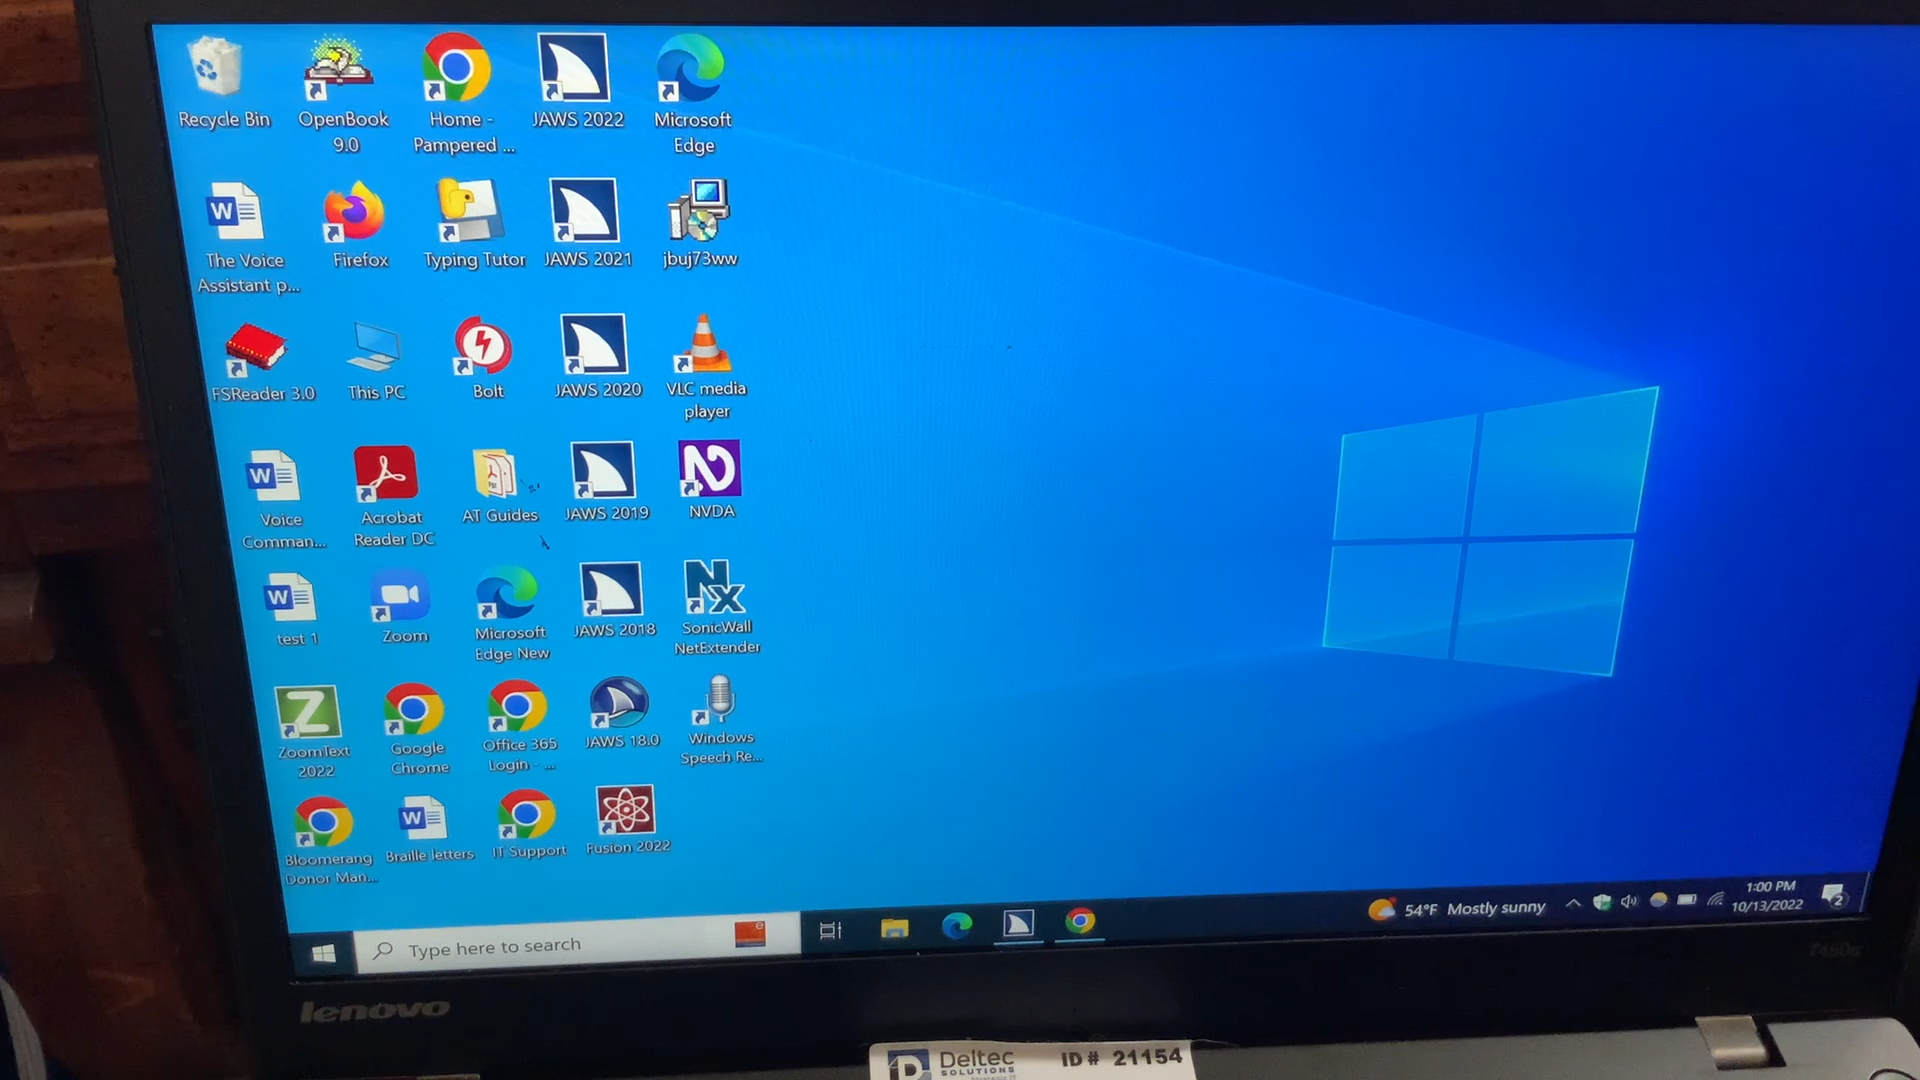 Recycle Bin
OpenBook
9.0
Home -
Pampered ...
JAWS 2022
Microsoft
Edge
The Voice
Assistant p...
Firefox
Typing Tutor
JAWS 2021
jbuj73ww
FSReader 3.0
This PC
Bolt
JAWS 2020
VLC media
player
Voice
Comman...
Acrobat
Reader DC
AT Guides
JAWS 2019
NVDA
test 1
Zoom
Microsoft
Edge New
JAWS 2018
SonicWall
NetExtender
ZoomText
2022
Google
Chrome
Office 365
Login - ...
JAWS 18.0
Windows
Speech Re...
Bloomerang
Donor Man...
Braille letters
IT Support
Fusion 2022
Type here to search
54°F Mostly sunny
1:00 PM
10/13/2022
2
lenovo
T460s
Deltec
SOLUTIONS
ID# 21154